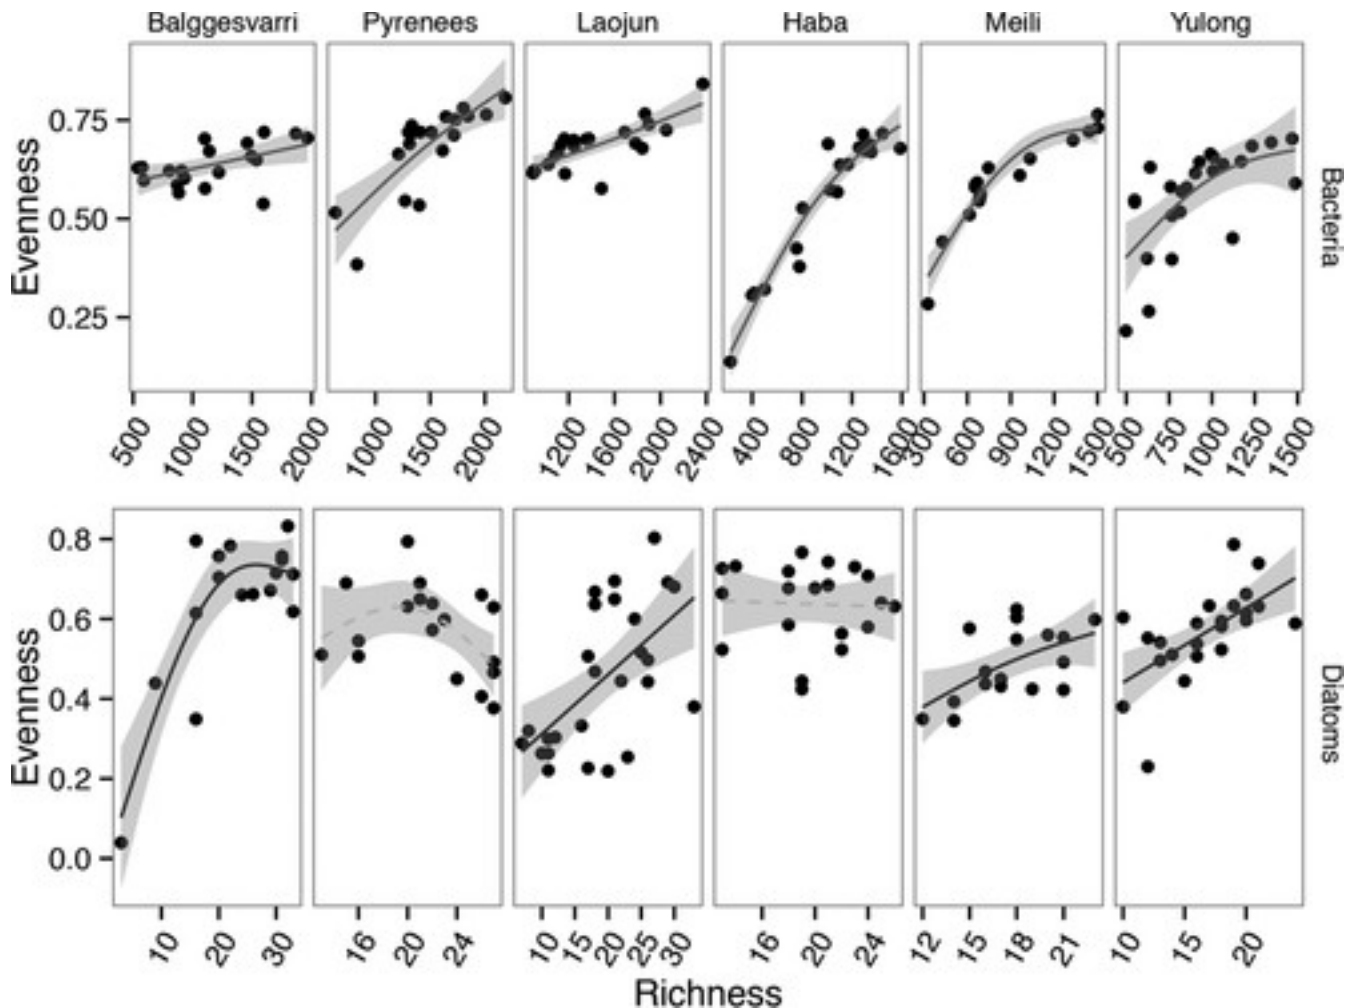 Balggesvarri Pyrenees Laojun Haba Meili Yulong
Evenness
0.75
0.50
0.25
Bacteria
500 1000 1500 2000 1000 1500 2000 1200 1600 2000 2400 400 800 1200 1600 300 600 900 1200 1500 500 750 1000 1250 1500
Evenness
0.8
0.6
0.4
0.2
0.0
Diatoms
10 20 30 16 20 24 10 15 20 25 30 16 20 24 12 15 18 21 10 15 20
Richness